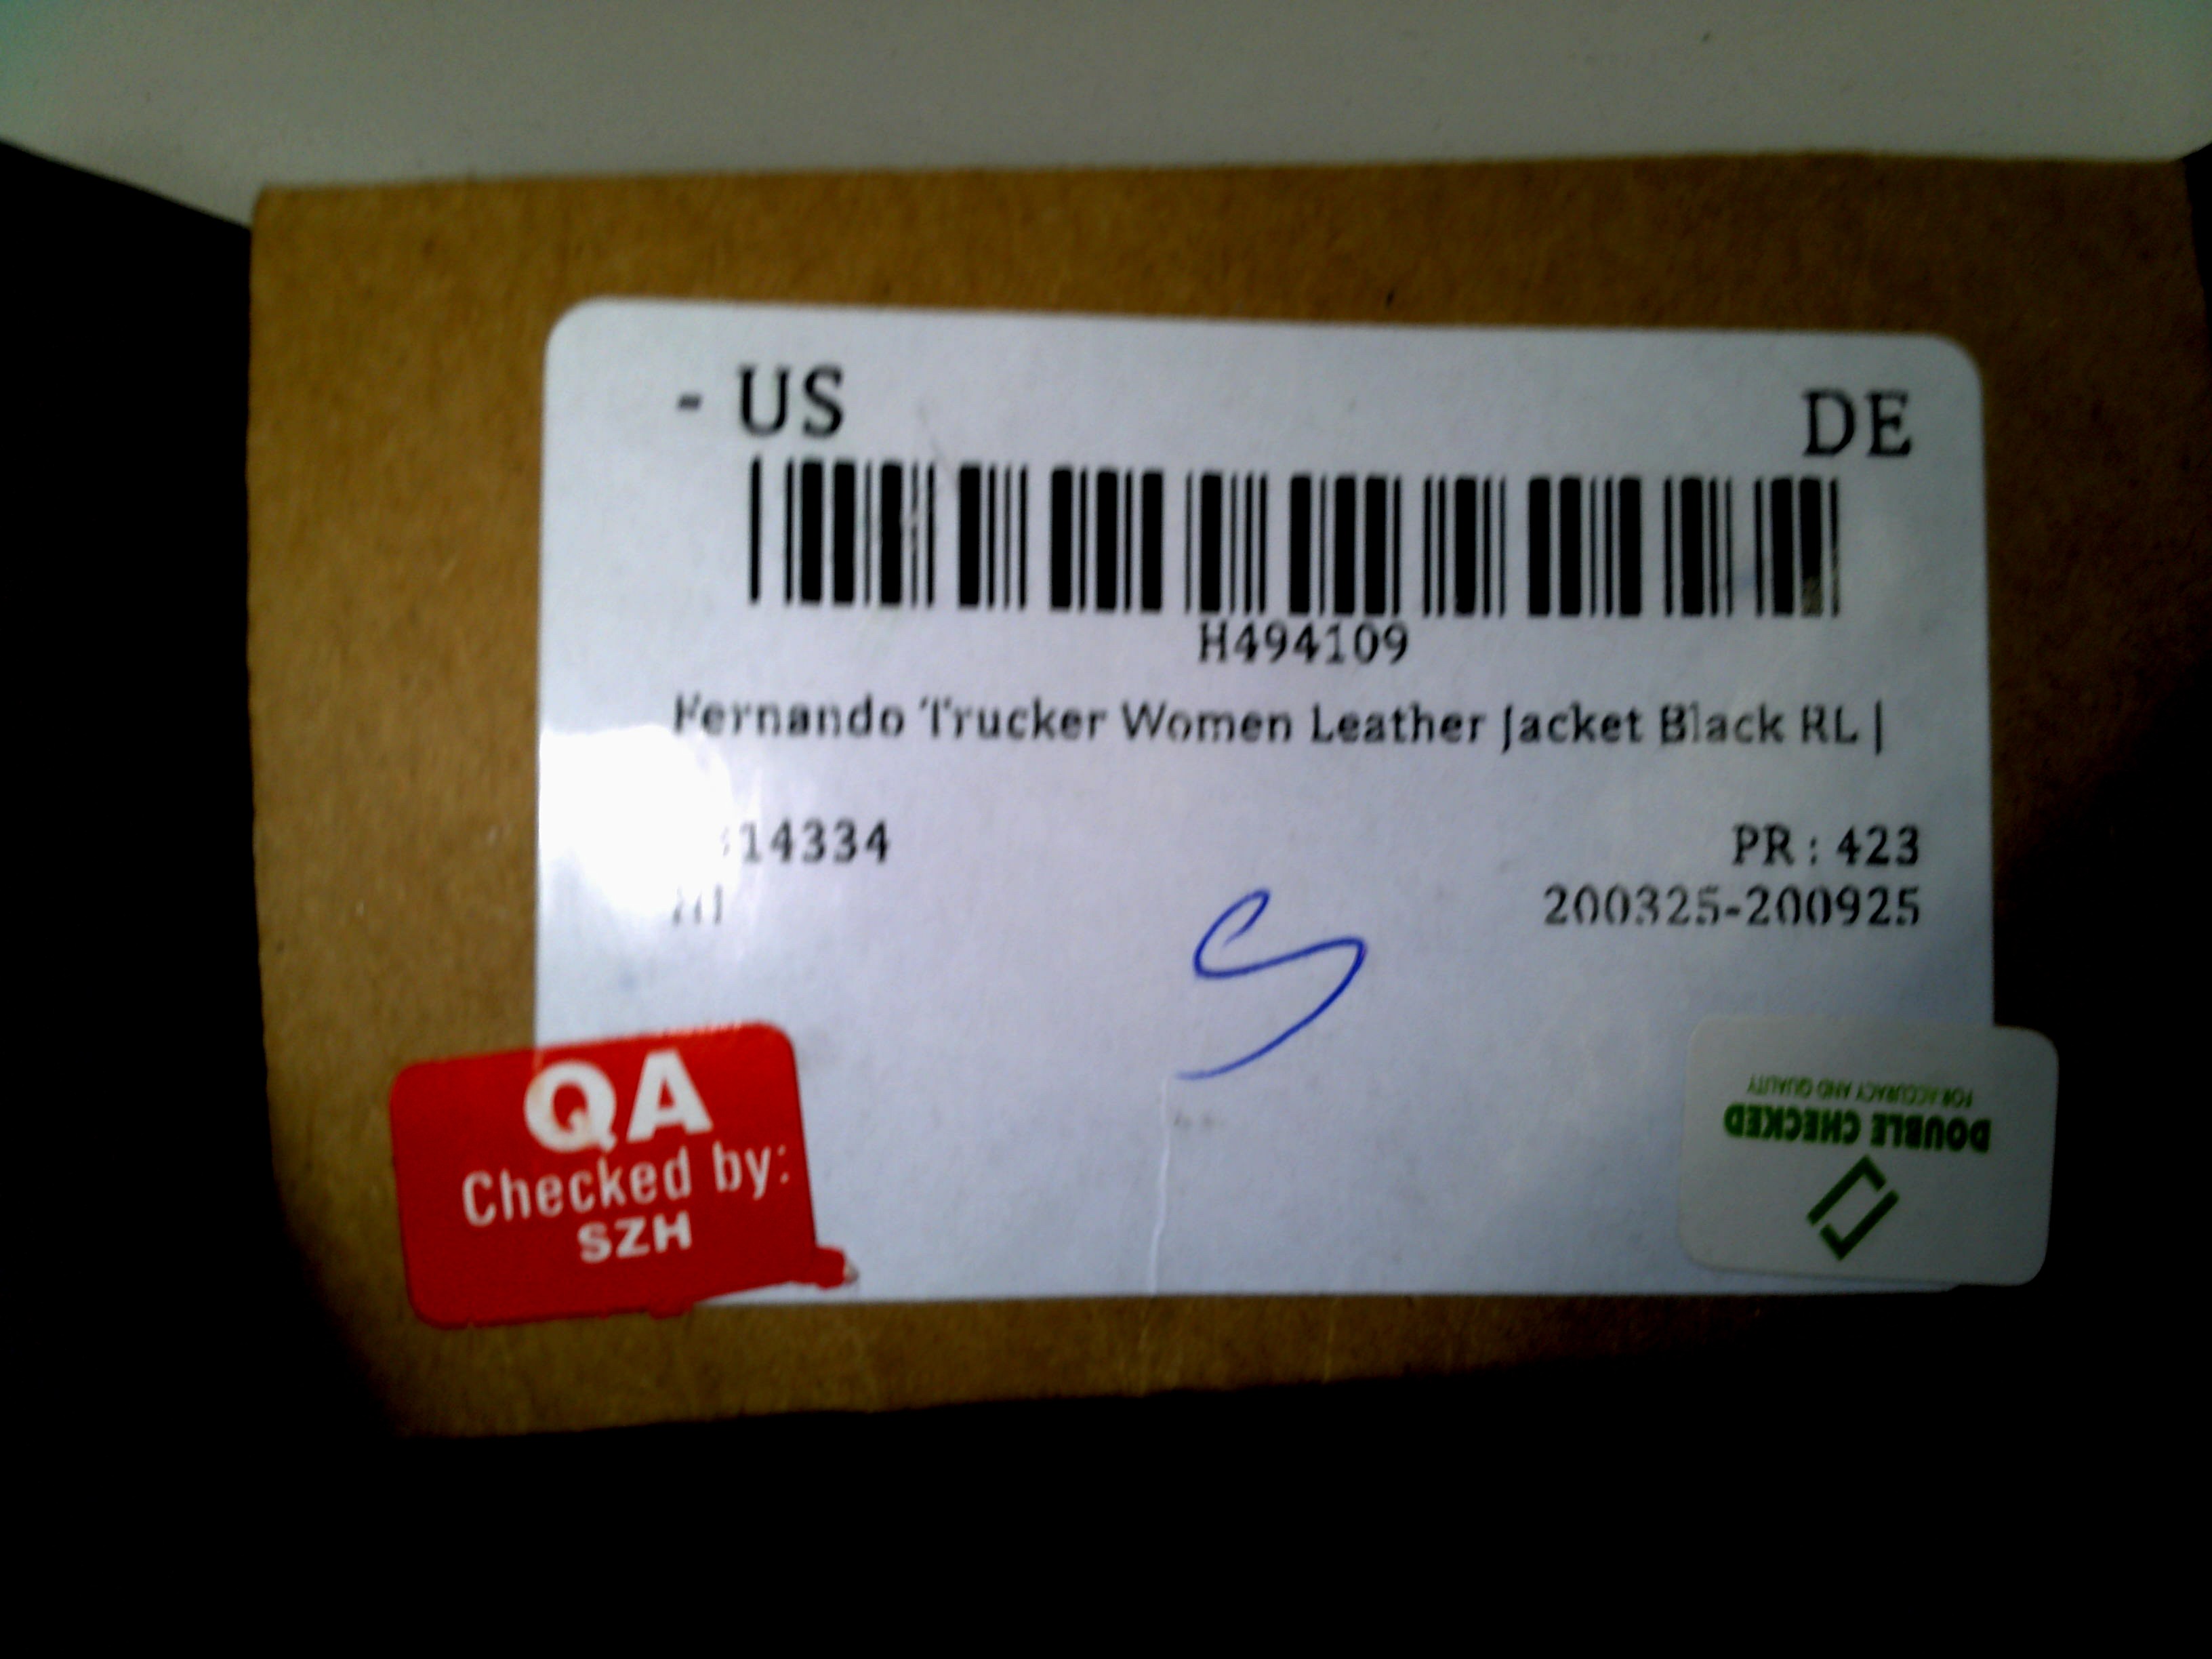 - US DE
H494109
Fernando Trucker Women Leather Jacket Black RL |
14334 PR : 423
200325-200925
S
QA
Checked by:
SZH
DOUBLE CHECKED
FOR ACCURACY AND QUALITY